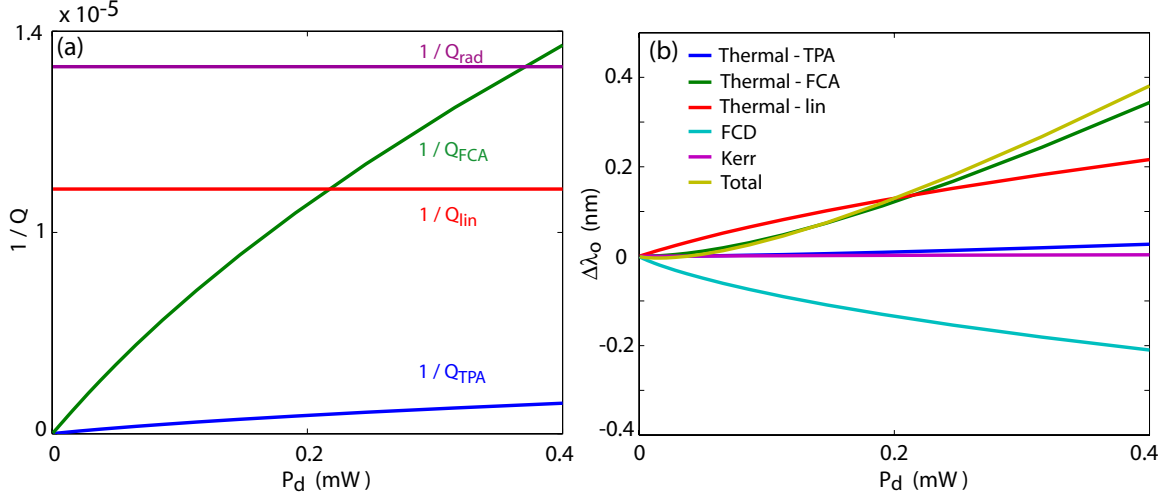 x 10^-5
1.4
(a)
1 / Q_rad
1 / Q_FCA
1 / Q_lin
1 / Q_TPA
1
0
1 / Q
0
0.2
0.4
P_d (mW)
(b)
Thermal - TPA
Thermal - FCA
Thermal - lin
FCD
Kerr
Total
0.4
0.2
0
-0.2
-0.4
Δλ_o (nm)
0
0.2
0.4
P_d (mW)